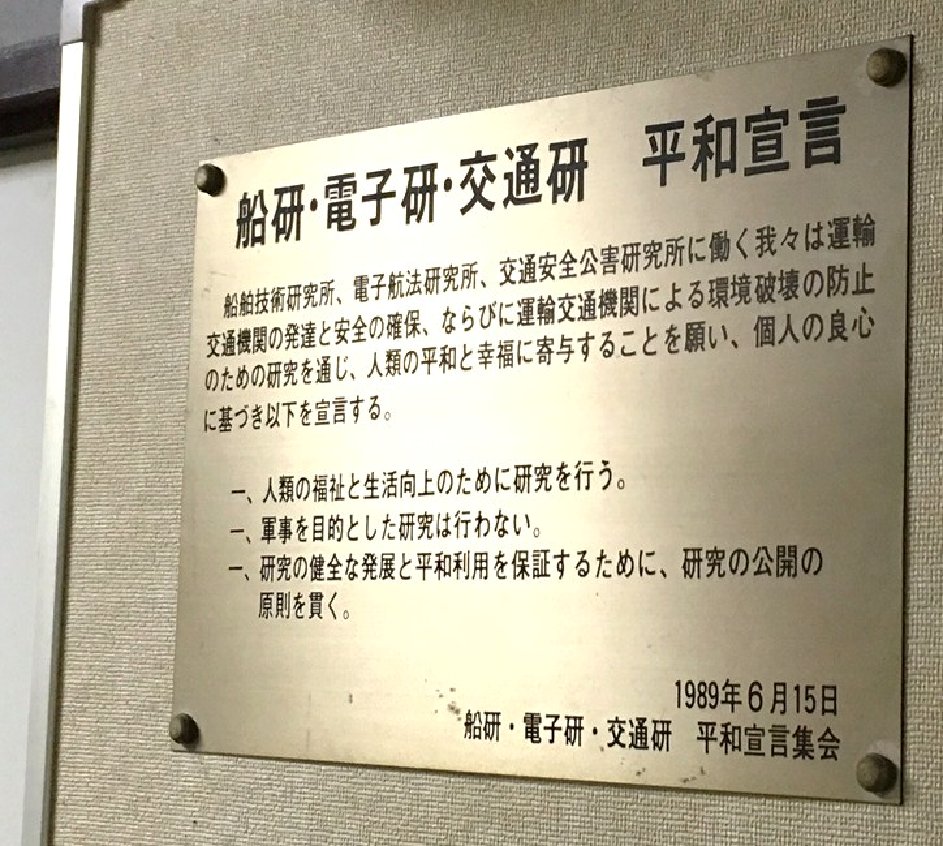 船研・電子研・交通研　平和宣言
船舶技術研究所、電子航法研究所、交通安全公害研究所に働く我々は運輸
交通機関の発達と安全の確保、ならびに運輸交通機関による環境破壊の防止
のための研究を通じ、人類の平和と幸福に寄与することを願い、個人の良心
に基づき以下を宣言する。
一、人類の福祉と生活向上のために研究を行う。
一、軍事を目的とした研究は行わない。
一、研究の健全な発展と平和利用を保証するために、研究の公開の
原則を貫く。
1989年6月15日
船研・電子研・交通研　平和宣言集会